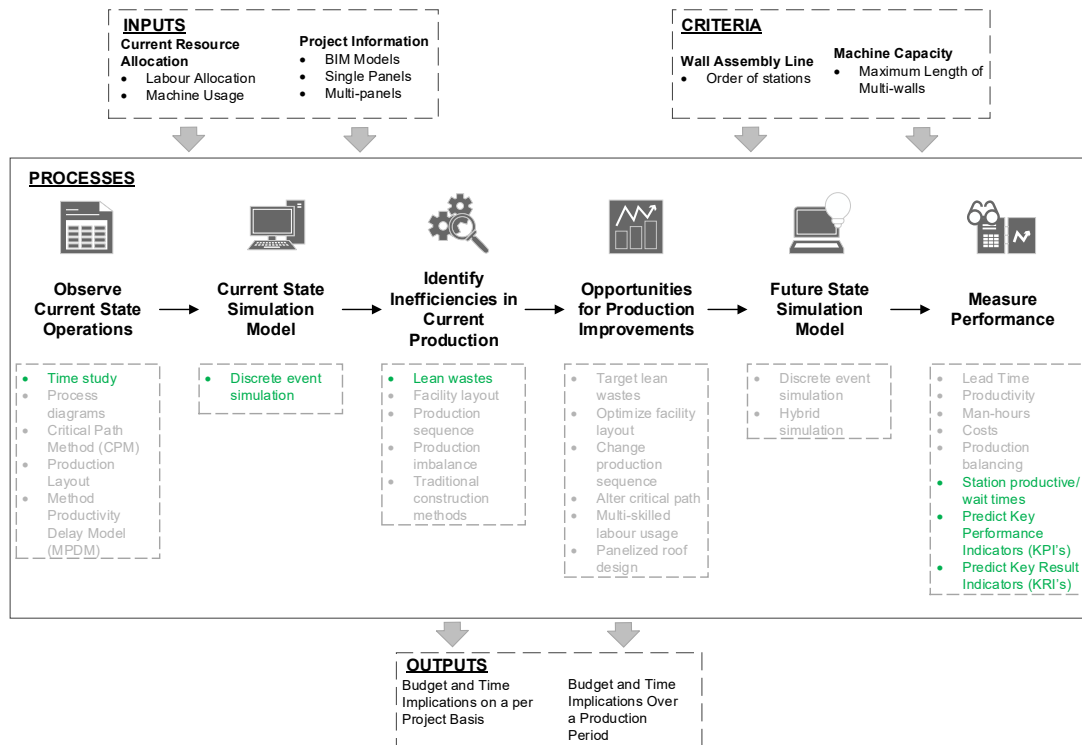 INPUTS
Current Resource
Allocation
• Labour Allocation
• Machine Usage
Project Information
• BIM Models
• Single Panels
• Multi-panels
CRITERIA
Wall Assembly Line
• Order of stations
Machine Capacity
• Maximum Length of
Multi-walls
PROCESSES
Observe
Current State
Operations
Current State
Simulation
Model
Identify
Inefficiencies in
Current
Production
Opportunities
for Production
Improvements
Future State
Simulation
Model
Measure
Performance
• Time study
• Process
diagrams
• Critical Path
Method (CPM)
• Production
Layout
• Method
Productivity
Delay Model
(MPDM)
• Discrete event
simulation
• Lean wastes
• Facility layout
• Production
sequence
• Production
imbalance
• Traditional
construction
methods
• Target lean
wastes
• Optimize facility
layout
• Change
production
sequence
• Alter critical path
• Multi-skilled
labour usage
• Panelized roof
design
• Discrete event
simulation
• Hybrid
simulation
• Lead Time
• Productivity
• Man-hours
• Costs
• Production
balancing
• Station productive/
wait times
• Predict Key
Performance
Indicators (KPI's)
• Predict Key Result
Indicators (KRI's)
OUTPUTS
Budget and Time
Implications on a per
Project Basis
Budget and Time
Implications Over
a Production
Period